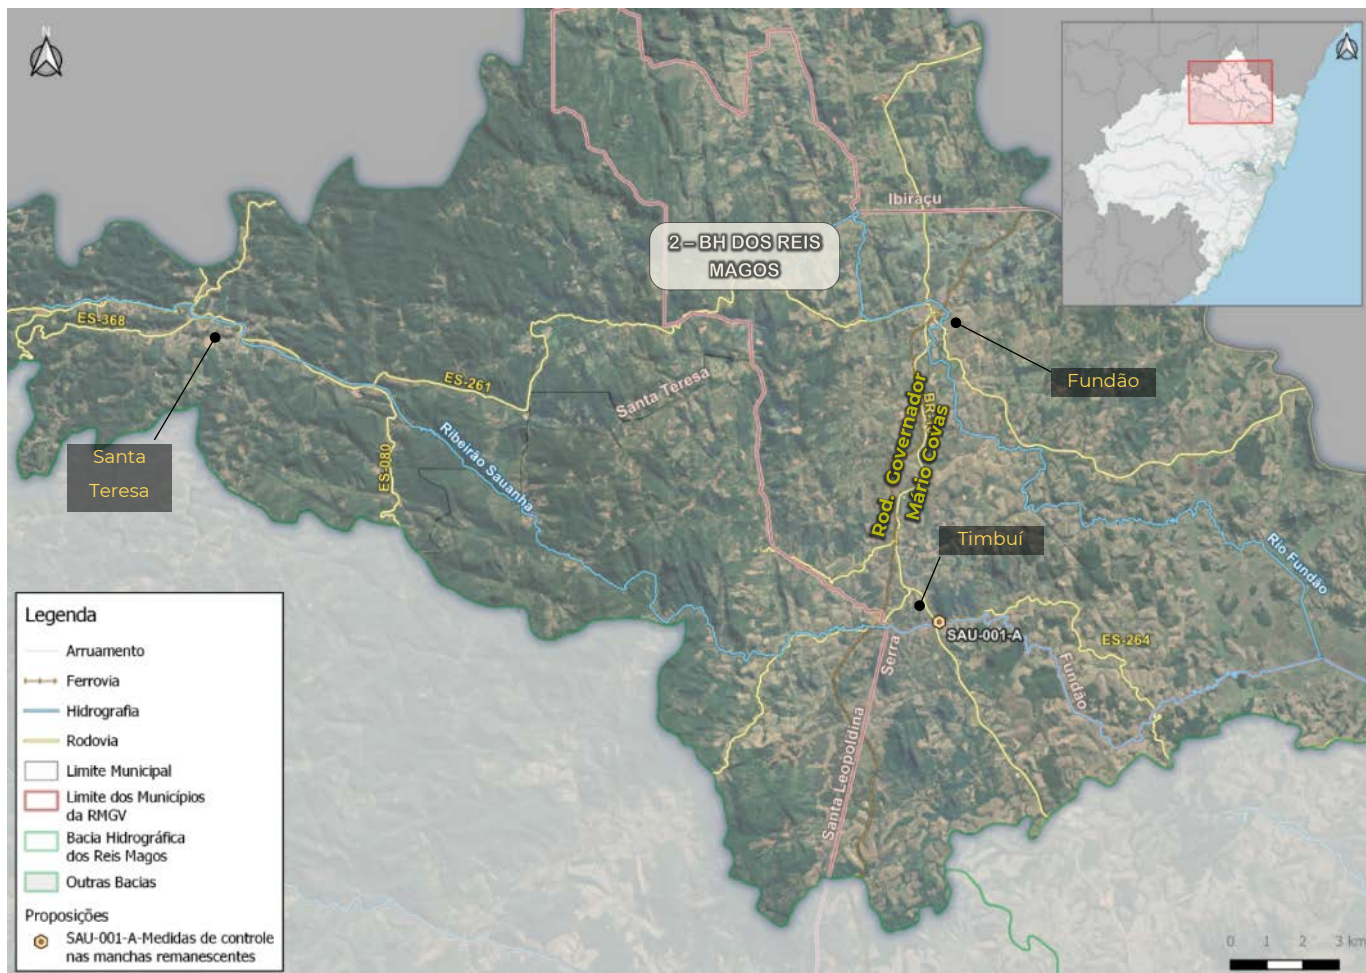 N
Ibiraçu
2 – BH DOS REIS
MAGOS
ES-368
Fundão
ES-261
Santa Teresa
Rod. Governador
Mário Covas
Santa
Teresa
ES-080
Ribeirão Sauanha
Timbuí
Rio Fundão
SAU-001-A
ES-264
Serra
Fundão
Santa Leopoldina
Legenda
Arruamento
Ferrovia
Hidrografia
Rodovia
Limite Municipal
Limite dos Municípios
da RMGV
Bacia Hidrográfica
dos Reis Magos
Outras Bacias
Proposições
SAU-001-A-Medidas de controle
nas manchas remanescentes
0 1 2 3 km